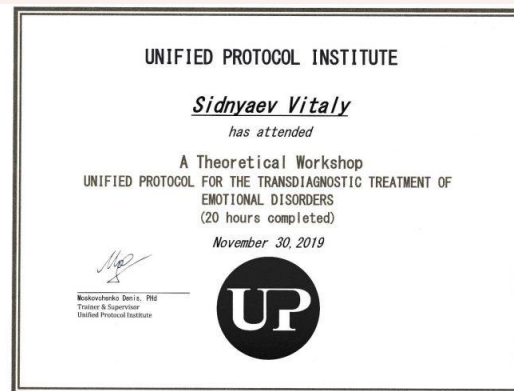 UNIFIED PROTOCOL INSTITUTE
Sidnyaev Vitaly
has attended
A Theoretical Workshop
UNIFIED PROTOCOL FOR THE TRANSDIAGNOSTIC TREATMENT OF
EMOTIONAL DISORDERS
(20 hours completed)
November 30, 2019
Moskovchenko Denis, PHd
Trainer & Supervisor
Unified Protocol Institute
UP